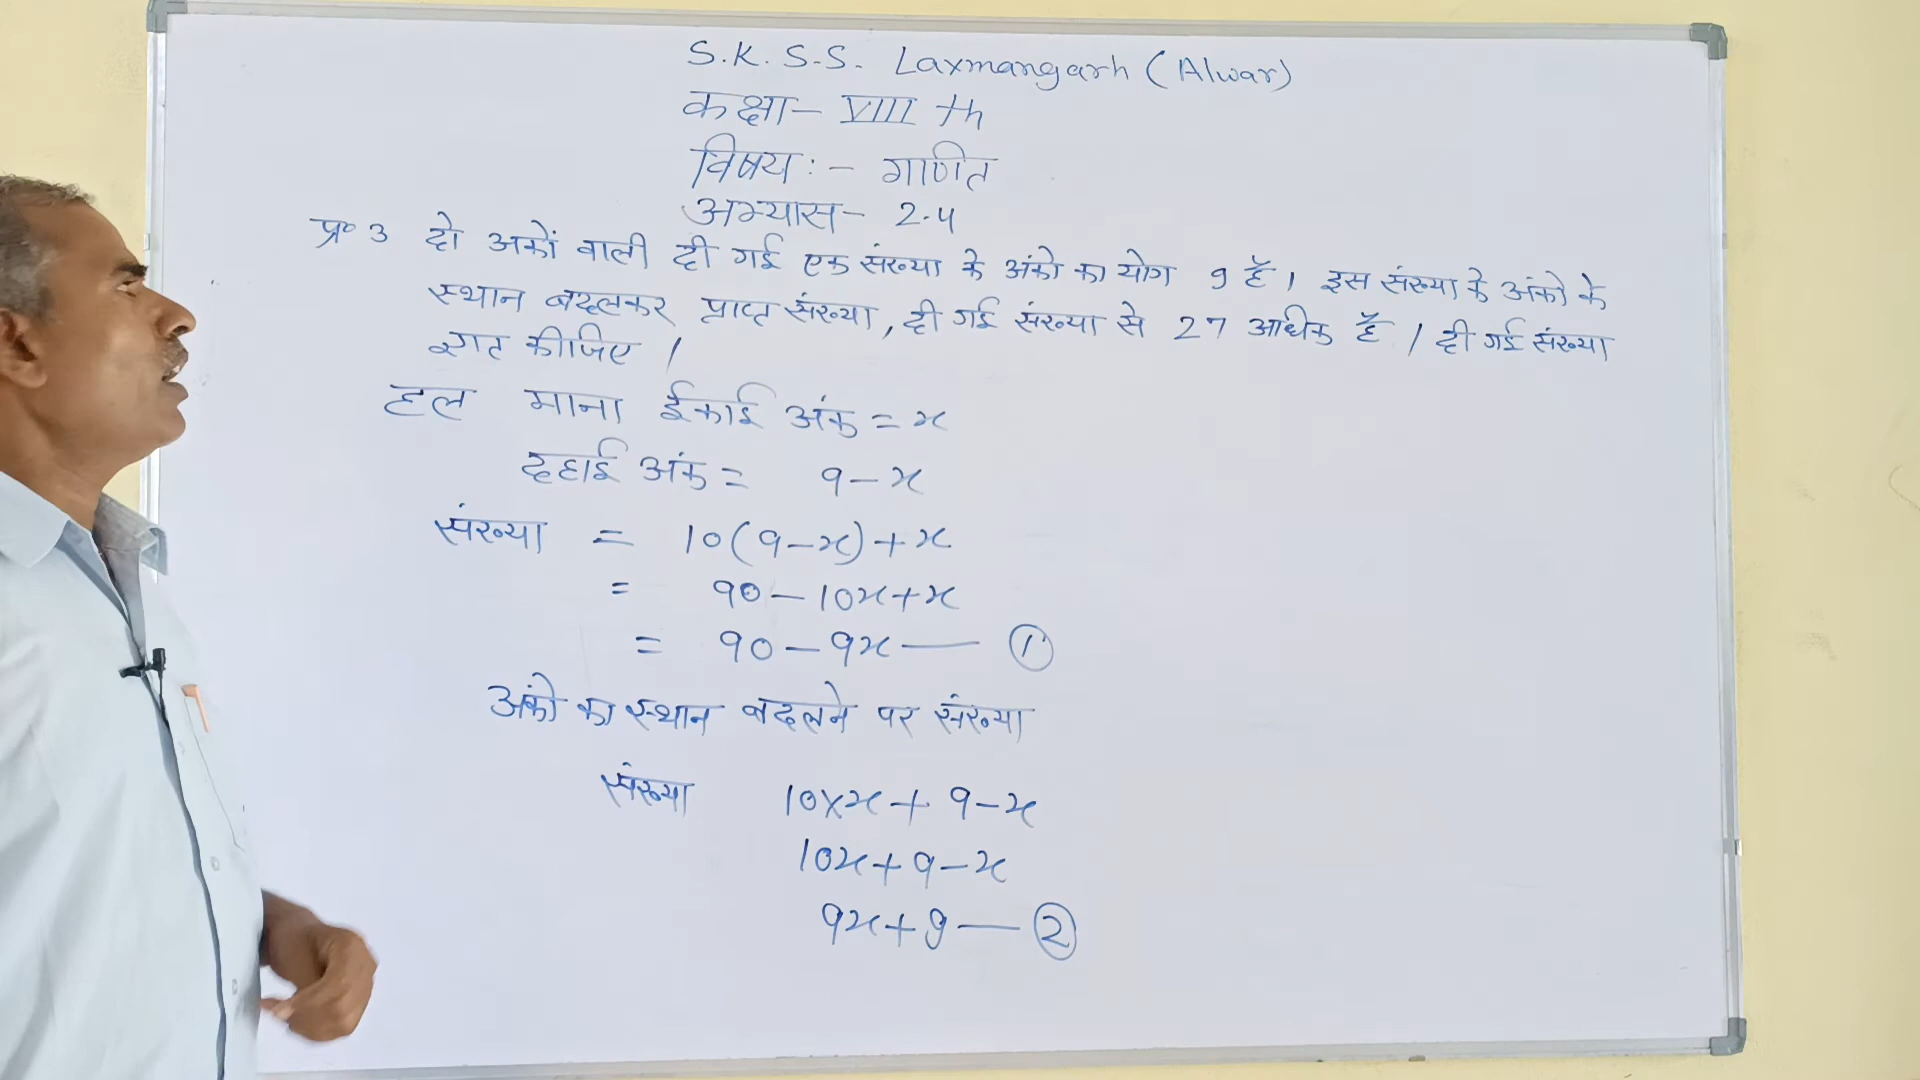 S.K. S.S. Laxmangarh (Alwar)
कक्षा- VIII th
विषय :- गणित
अभ्यास- 2.4
प्र० 3 दो अकों वाली दी गई एक संख्या के अंको का योग 9 है। इस संख्या के अंको के
स्थान बदलकर प्राप्त संख्या, दी गई संख्या से 27 अधिक है / दी गई संख्या
ज्ञात कीजिए /
हल माना ईकाई अंक = x
दहाई अंक = 9-x
संख्या = 10(9-x)+x
= 90-10x+x
= 90-9x — ①
अंको का स्थान बदलने पर संख्या
संख्या 10×x+9-x
10x+9-x
9x+9 — ②